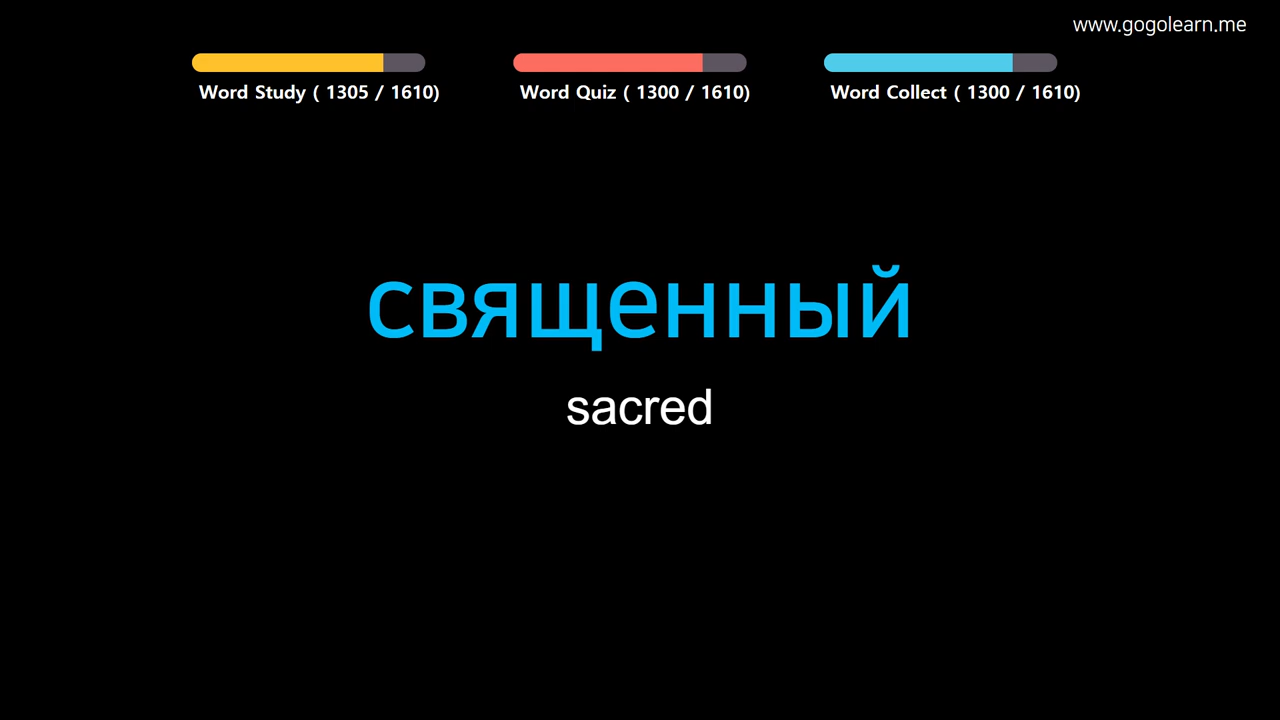 www.gogolearn.me
Word Study ( 1305 / 1610)
Word Quiz ( 1300 / 1610)
Word Collect ( 1300 / 1610)
священный
sacred